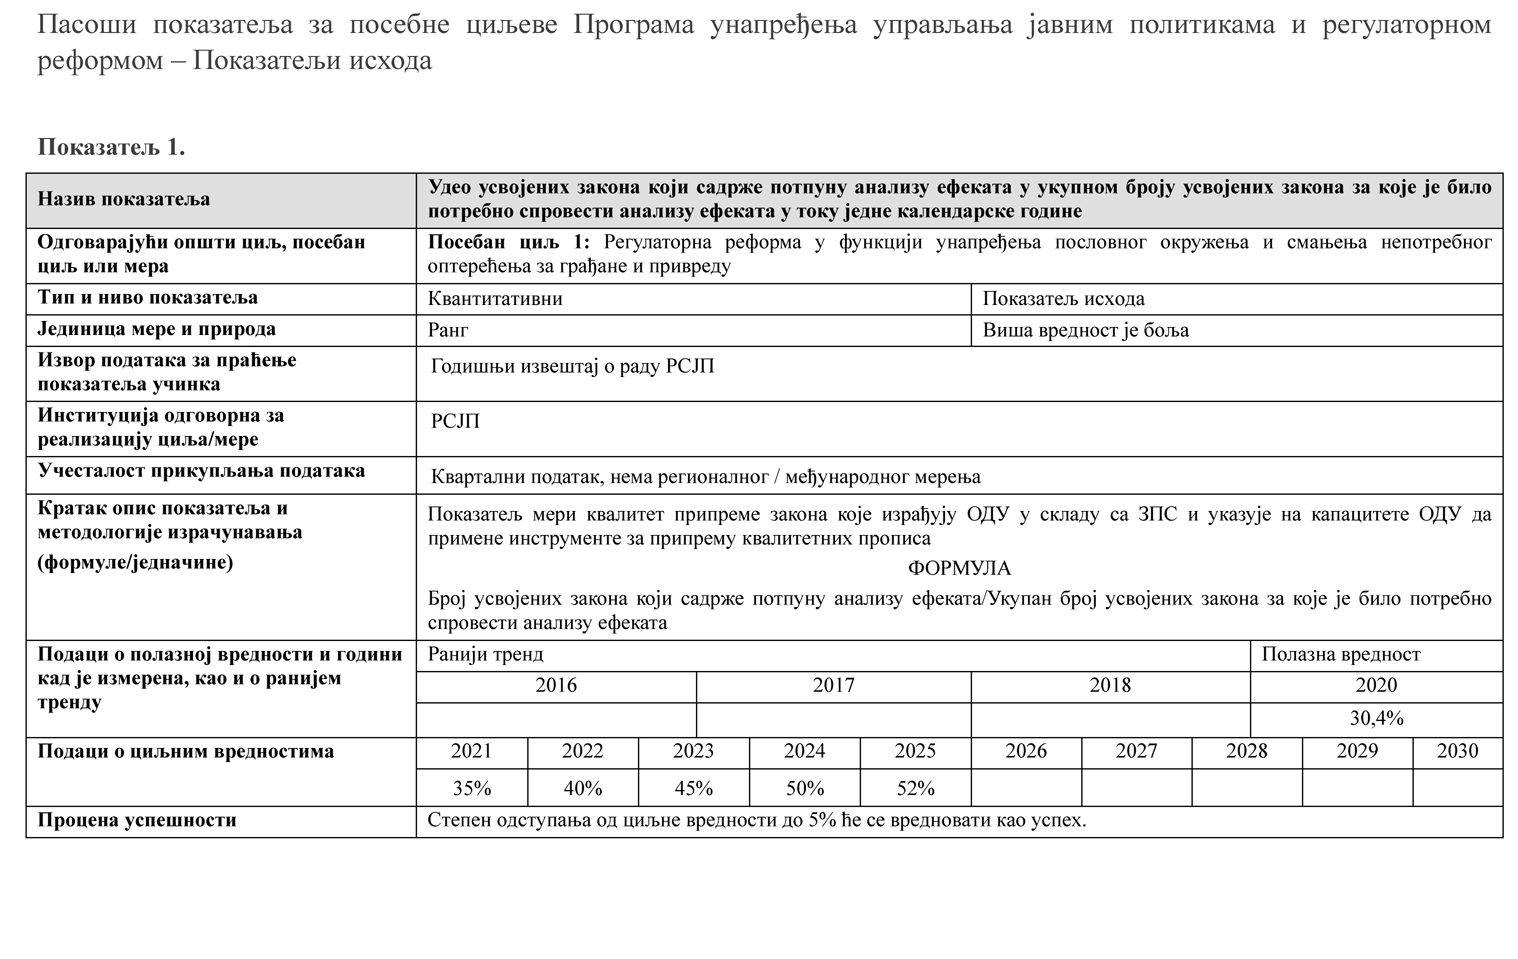 Пасоши показатеља за посебне циљеве Програма унапређења управљања јавним политикама и регулаторном
реформом – Показатељи исхода
Показатељ 1.
Назив показатеља
Удео усвојених закона који садрже потпуну анализу ефеката у укупном броју усвојених закона за које је било
потребно спровести анализу ефеката у току једне календарске године
Одговарајући општи циљ, посебан
циљ или мера
Посебан циљ 1: Регулаторна реформа у функцији унапређења пословног окружења и смањења непотребног
оптерећења за грађане и привреду
Тип и ниво показатеља
Квантитативни
Показатељ исхода
Јединица мере и природа
Ранг
Виша вредност је боља
Извор података за праћење
показатеља учинка
Годишњи извештај о раду РСЈП
Институција одговорна за
реализацију циља/мере
РСЈП
Учесталост прикупљања података
Квартални податак, нема регионалног / међународног мерења
Кратак опис показатеља и
методологије израчунавања
(формуле/једначине)
Показатељ мери квалитет припреме закона које израђују ОДУ у складу са ЗПС и указује на капацитете ОДУ да
примене инструменте за припрему квалитетних прописа
ФОРМУЛА
Број усвојених закона који садрже потпуну анализу ефеката/Укупан број усвојених закона за које је било потребно
спровести анализу ефеката
Подаци о полазној вредности и години
кад је измерена, као и о ранијем
тренду
Ранији тренд
Полазна вредност
2016
2017
2018
2020
30,4%
Подаци о циљним вредностима
2021
2022
2023
2024
2025
2026
2027
2028
2029
2030
35%
40%
45%
50%
52%
Процена успешности
Степен одступања од циљне вредности до 5% ће се вредновати као успех.